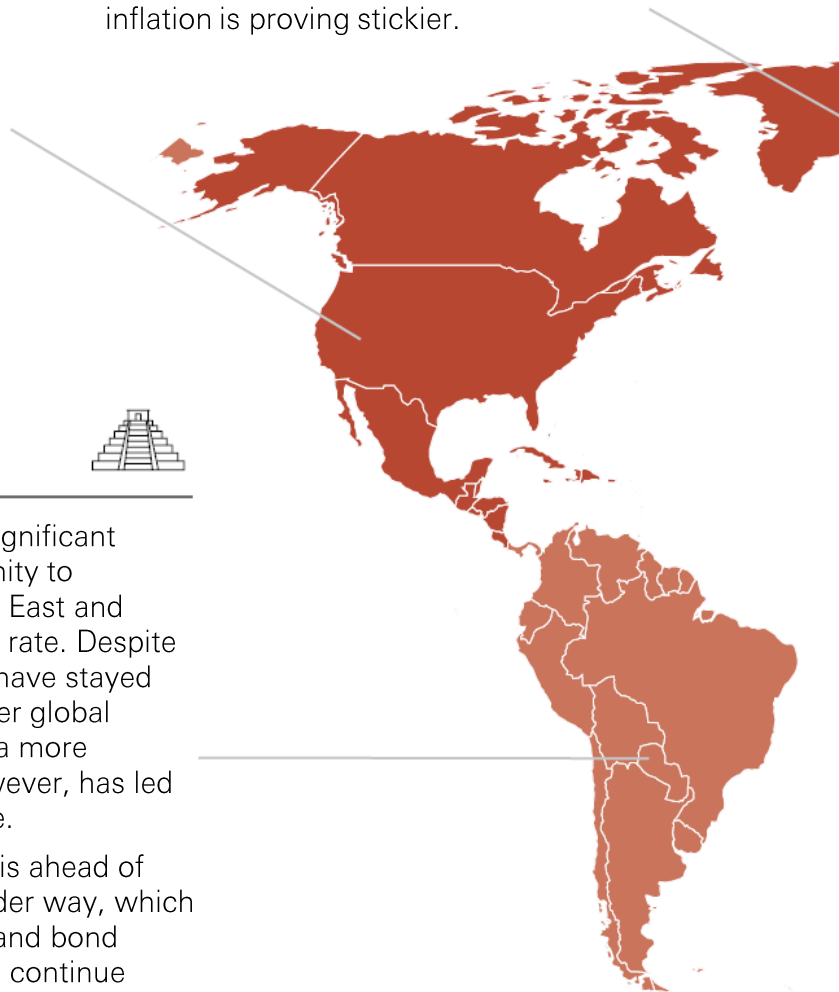 inflation is proving stickier.
gnificant
nity to
East and
rate. Despite
have stayed
er global
a more
vever, has led
e.
is ahead of
der way, which
and bond
continue